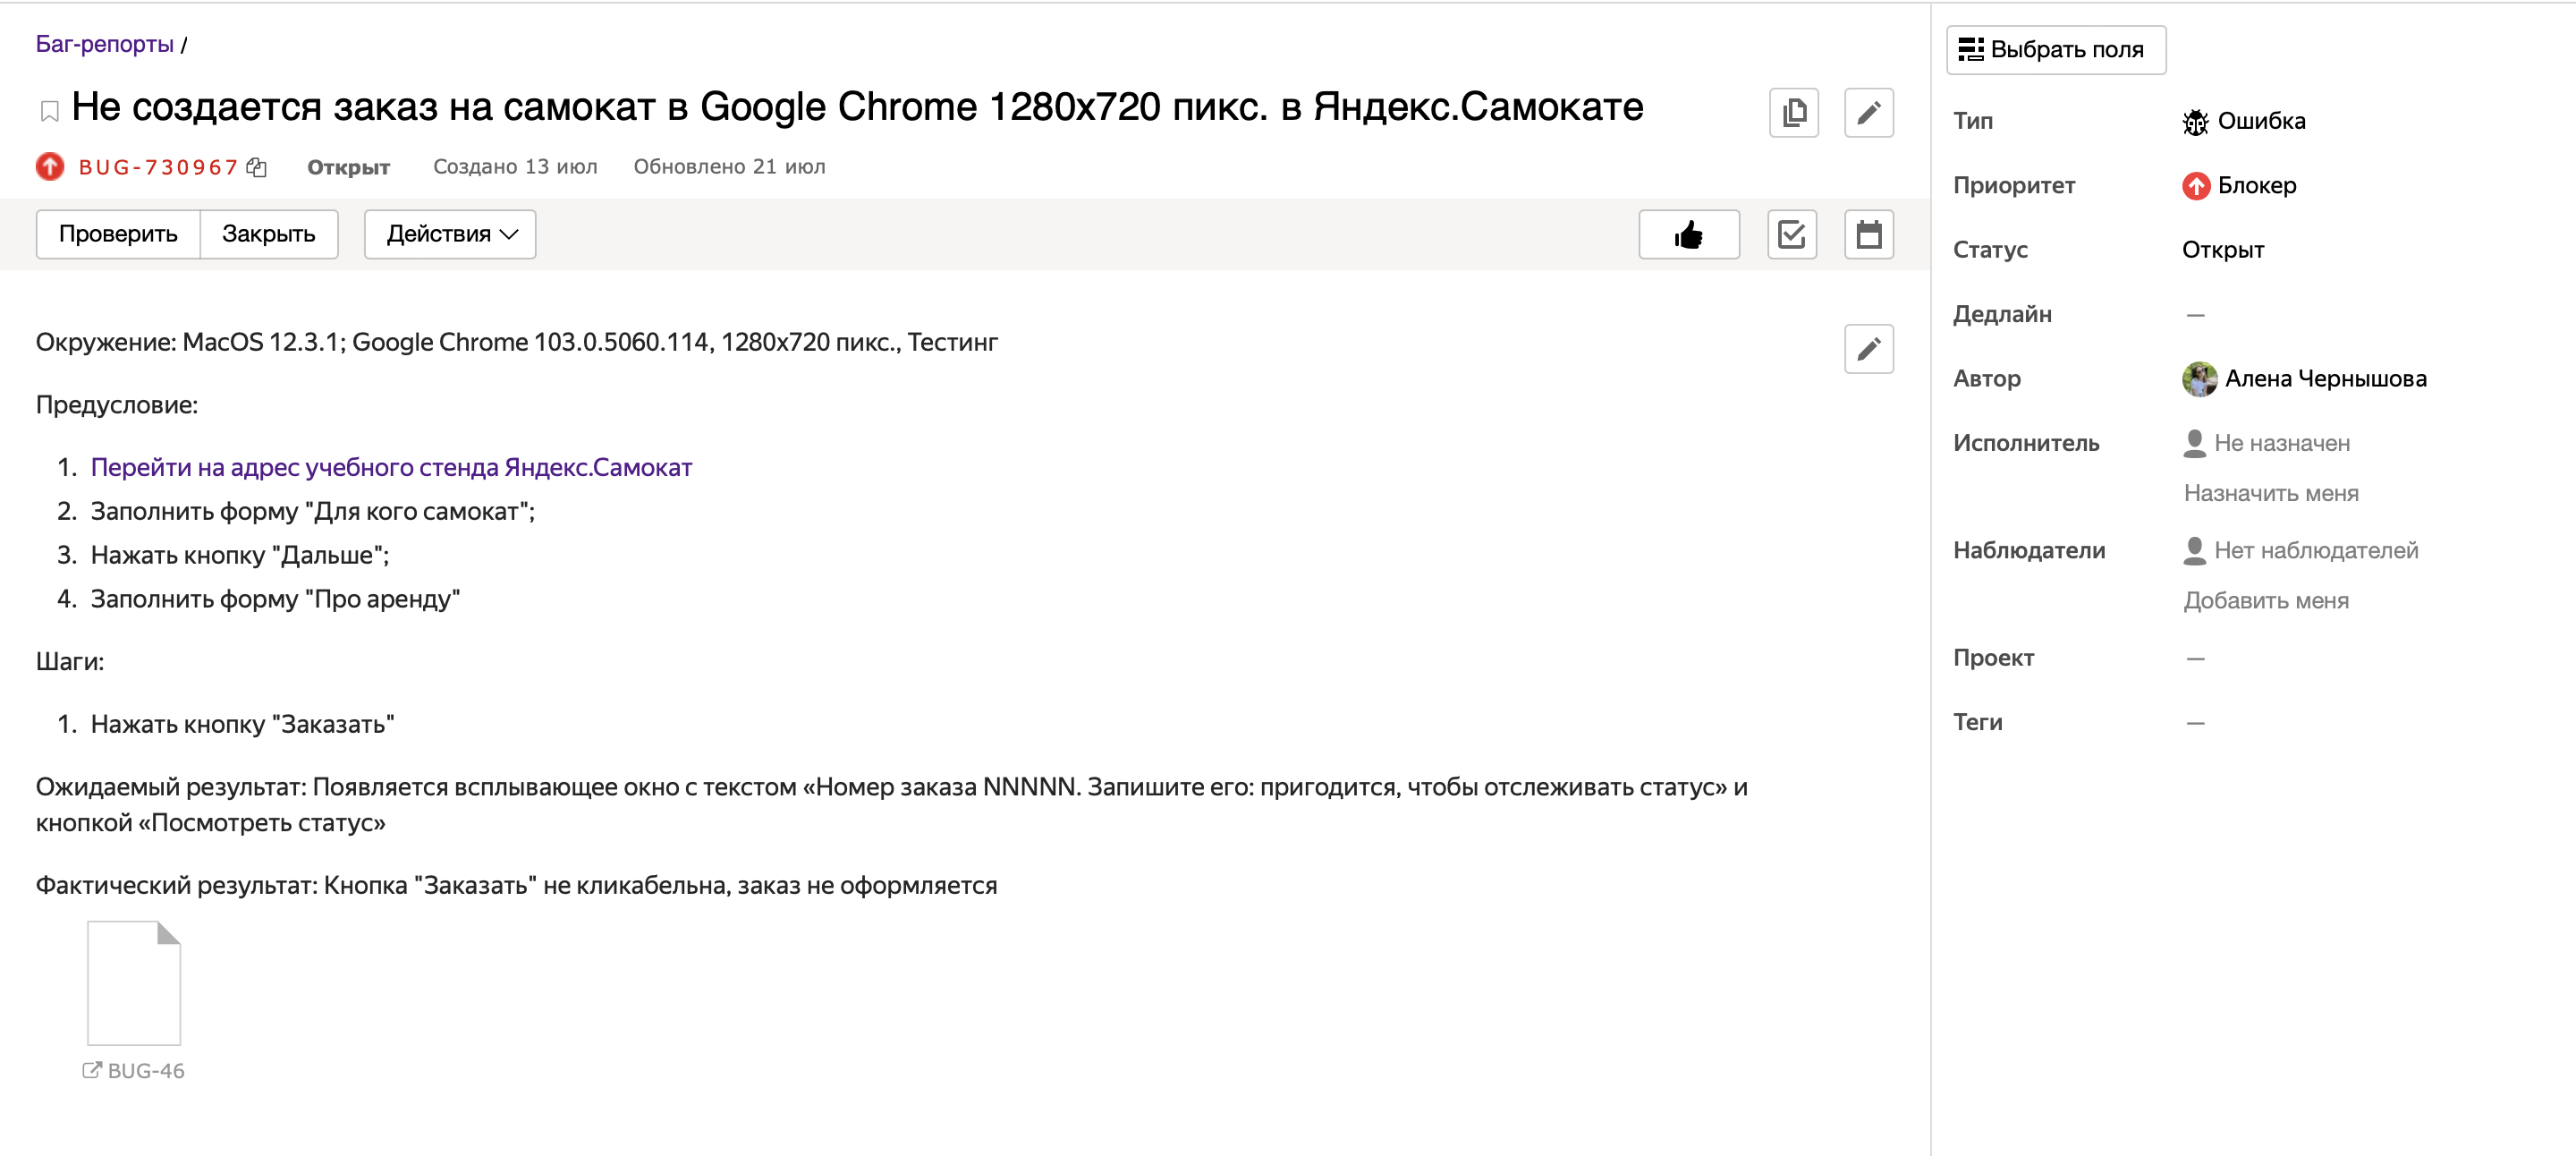 Баг-репорты /
Не создается заказ на самокат в Google Chrome 1280x720 пикс. в Яндекс.Самокате
BUG-730967 Открыт Создано 13 июл Обновлено 21 июл
Проверить Закрыть Действия
Окружение: MacOS 12.3.1; Google Chrome 103.0.5060.114, 1280x720 пикс., Тестинг
Предусловие:
1. Перейти на адрес учебного стенда Яндекс.Самокат
2. Заполнить форму "Для кого самокат";
3. Нажать кнопку "Дальше";
4. Заполнить форму "Про аренду"
Шаги:
1. Нажать кнопку "Заказать"
Ожидаемый результат: Появляется всплывающее окно с текстом «Номер заказа NNNNN. Запишите его: пригодится, чтобы отслеживать статус» и
кнопкой «Посмотреть статус»
Фактический результат: Кнопка "Заказать" не кликабельна, заказ не оформляется
BUG-46
Выбрать поля
Тип Ошибка
Приоритет Блокер
Статус Открыт
Дедлайн —
Автор Алена Чернышова
Исполнитель Не назначен
Назначить меня
Наблюдатели Нет наблюдателей
Добавить меня
Проект —
Теги —